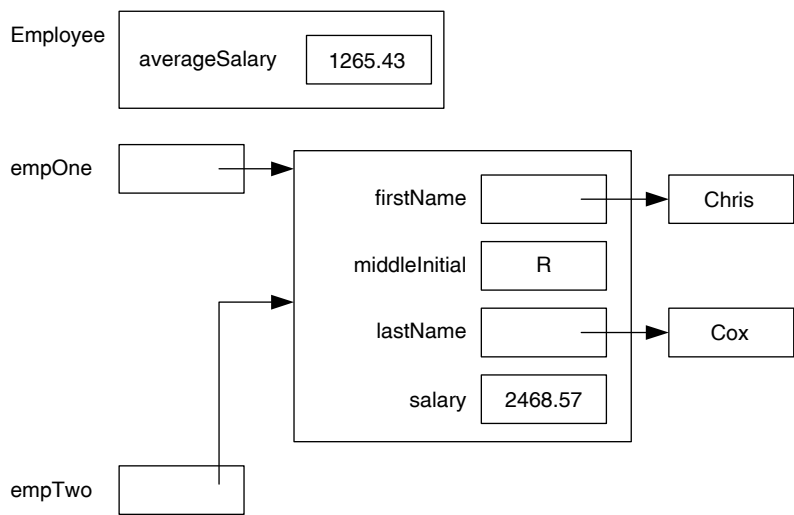 Employee
averageSalary 1265.43
empOne
firstName Chris
middleInitial R
lastName Cox
salary 2468.57
empTwo